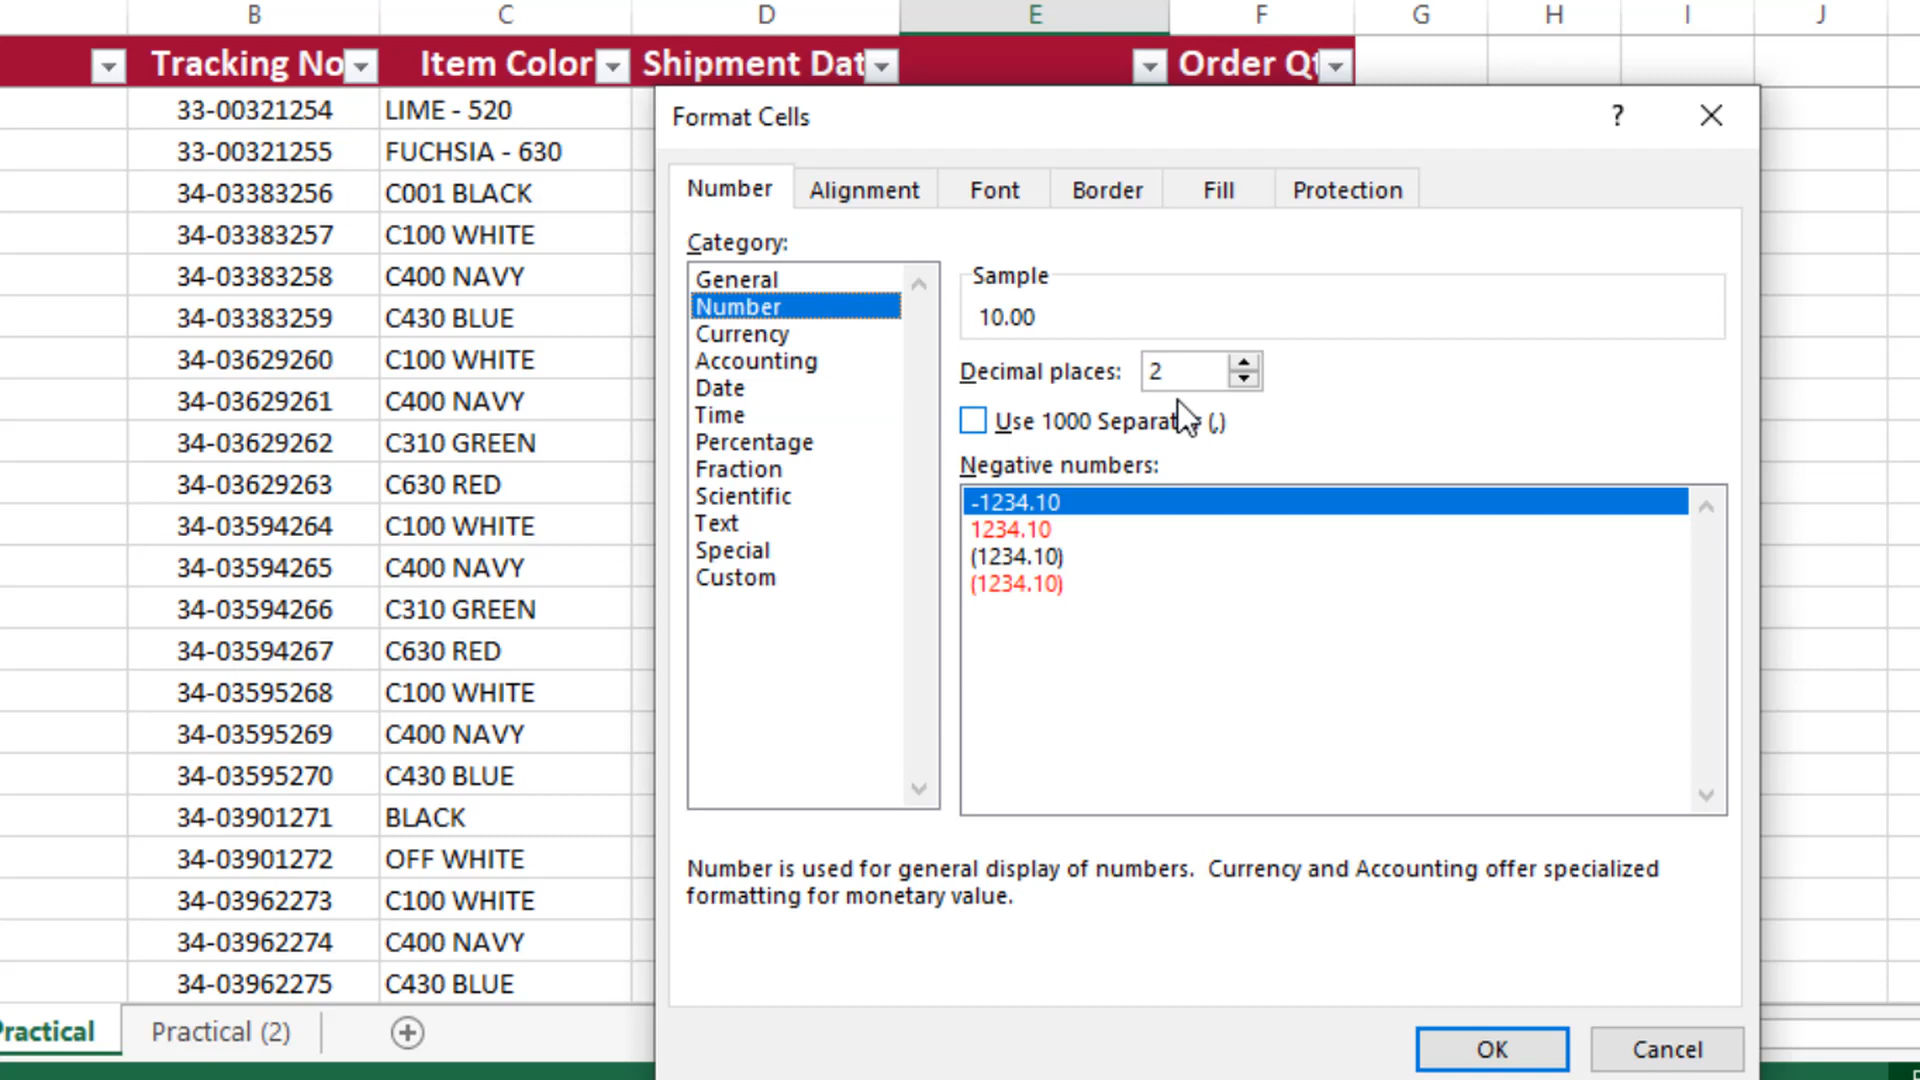 B C D E F G H I J
Tracking No Item Color Shipment Dat Order Qt
33-00321254 LIME - 520
33-00321255 FUCHSIA - 630
34-03383256 C001 BLACK
34-03383257 C100 WHITE
34-03383258 C400 NAVY
34-03383259 C430 BLUE
34-03629260 C100 WHITE
34-03629261 C400 NAVY
34-03629262 C310 GREEN
34-03629263 C630 RED
34-03594264 C100 WHITE
34-03594265 C400 NAVY
34-03594266 C310 GREEN
34-03594267 C630 RED
34-03595268 C100 WHITE
34-03595269 C400 NAVY
34-03595270 C430 BLUE
34-03901271 BLACK
34-03901272 OFF WHITE
34-03962273 C100 WHITE
34-03962274 C400 NAVY
34-03962275 C430 BLUE
Format Cells ?
Number Alignment Font Border Fill Protection
Category:
General
Number
Currency
Accounting
Date
Time
Percentage
Fraction
Scientific
Text
Special
Custom
Sample
10.00
Decimal places: 2
Use 1000 Separator (,)
Negative numbers:
-1234.10
1234.10
(1234.10)
(1234.10)
Number is used for general display of numbers. Currency and Accounting offer specialized
formatting for monetary value.
OK Cancel
Practical Practical (2)